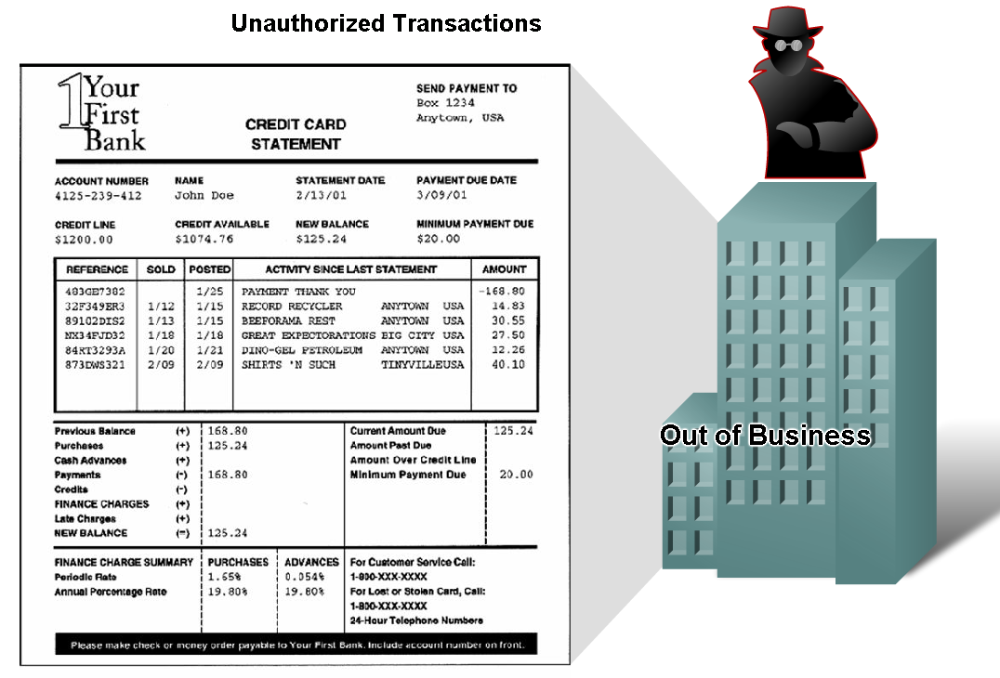 Unauthorized Transactions
1 Your
First
Bank
CREDIT CARD
STATEMENT
SEND PAYMENT TO
Box 1234
Anytown, USA
ACCOUNT NUMBER NAME STATEMENT DATE PAYMENT DUE DATE
4125-239-412 John Doe 2/13/01 3/09/01
CREDIT LINE CREDIT AVAILABLE NEW BALANCE MINIMUM PAYMENT DUE
$1200.00 $1074.76 $125.24 $20.00
REFERENCE SOLD POSTED ACTIVITY SINCE LAST STATEMENT AMOUNT
483GE7382 1/25 PAYMENT THANK YOU -168.80
32F349ER3 1/12 1/15 RECORD RECYCLER ANYTOWN USA 14.83
89102DIS2 1/13 1/15 BEEFORAMA REST ANYTOWN USA 30.55
NX34FJD32 1/18 1/18 GREAT EXPECTORATIONS BIG CITY USA 27.50
84RT3293A 1/20 1/21 DINO-GEL PETROLEUM ANYTOWN USA 12.26
873DWS321 2/09 2/09 SHIRTS 'N SUCH TINYVILLEUSA 40.10
Previous Balance (+) 168.80 Current Amount Due 125.24
Purchases (+) 125.24 Amount Past Due
Cash Advances (+) Amount Over Credit Line
Payments (-) 168.80 Minimum Payment Due 20.00
Credits (-)
FINANCE CHARGES (+)
Late Charges (+)
NEW BALANCE (=) 125.24
FINANCE CHARGE SUMMARY PURCHASES ADVANCES For Customer Service Call:
Periodic Rate 1.65% 0.054% 1-800-XXX-XXXX
Annual Percentage Rate 19.80% 19.80% For Lost or Stolen Card, Call:
1-800-XXX-XXXX
24-Hour Telephone Numbers
Please make check or money order payable to Your First Bank. Include account number on front.
Out of Business